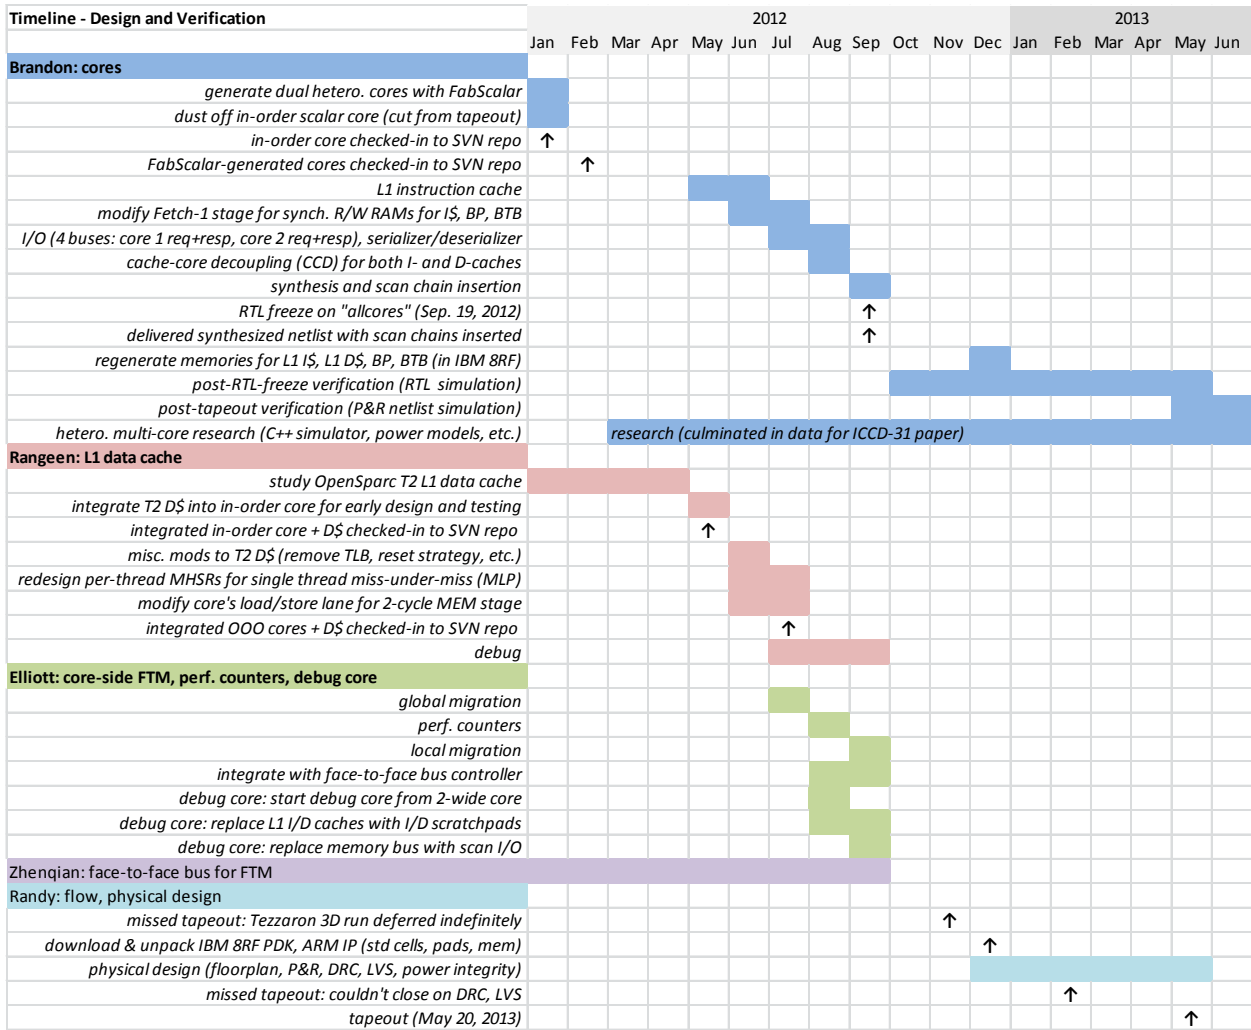 Timeline - Design and Verification 2012 2013
Jan Feb Mar Apr May Jun Jul Aug Sep Oct Nov Dec Jan Feb Mar Apr May Jun
Brandon: cores
generate dual hetero. cores with FabScalar
dust off in-order scalar core (cut from tapeout)
in-order core checked-in to SVN repo ↑
FabScalar-generated cores checked-in to SVN repo ↑
L1 instruction cache
modify Fetch-1 stage for synch. R/W RAMs for I$, BP, BTB
I/O (4 buses: core 1 req+resp, core 2 req+resp), serializer/deserializer
cache-core decoupling (CCD) for both I- and D-caches
synthesis and scan chain insertion
RTL freeze on "allcores" (Sep. 19, 2012) ↑
delivered synthesized netlist with scan chains inserted ↑
regenerate memories for L1 I$, L1 D$, BP, BTB (in IBM 8RF)
post-RTL-freeze verification (RTL simulation)
post-tapeout verification (P&R netlist simulation)
hetero. multi-core research (C++ simulator, power models, etc.) research (culminated in data for ICCD-31 paper)
Rangeen: L1 data cache
study OpenSparc T2 L1 data cache
integrate T2 D$ into in-order core for early design and testing
integrated in-order core + D$ checked-in to SVN repo ↑
misc. mods to T2 D$ (remove TLB, reset strategy, etc.)
redesign per-thread MHSRs for single thread miss-under-miss (MLP)
modify core's load/store lane for 2-cycle MEM stage
integrated OOO cores + D$ checked-in to SVN repo ↑
debug
Elliott: core-side FTM, perf. counters, debug core
global migration
perf. counters
local migration
integrate with face-to-face bus controller
debug core: start debug core from 2-wide core
debug core: replace L1 I/D caches with I/D scratchpads
debug core: replace memory bus with scan I/O
Zhenqian: face-to-face bus for FTM
Randy: flow, physical design
missed tapeout: Tezzaron 3D run deferred indefinitely ↑
download & unpack IBM 8RF PDK, ARM IP (std cells, pads, mem) ↑
physical design (floorplan, P&R, DRC, LVS, power integrity)
missed tapeout: couldn't close on DRC, LVS ↑
tapeout (May 20, 2013) ↑